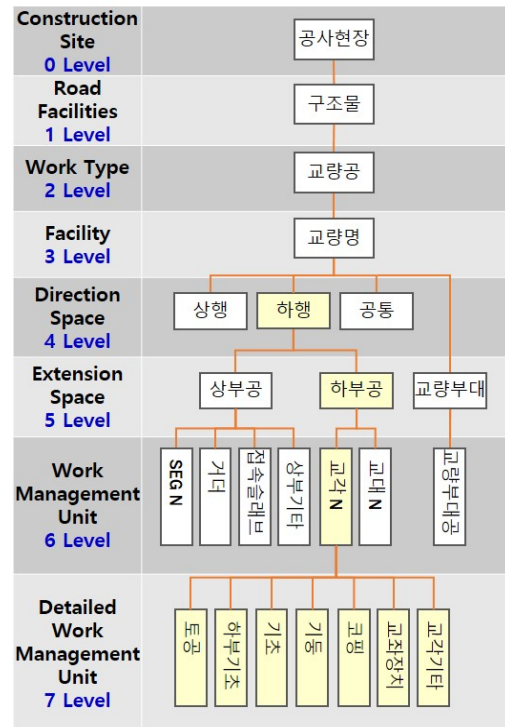 Construction
Site
0 Level
공사현장
Road
Facilities
1 Level
구조물
Work Type
2 Level
교량공
Facility
3 Level
교량명
Direction
Space
4 Level
상행
하행
공통
Extension
Space
5 Level
상부공
하부공
교량부대
Work
Management
Unit
6 Level
SEG N
거더
접속슬래브
상부기타
교각 N
교대 N
교량부대공
Detailed
Work
Management
Unit
7 Level
토공
하부기초
기초
기둥
코핑
교좌장치
교각기타